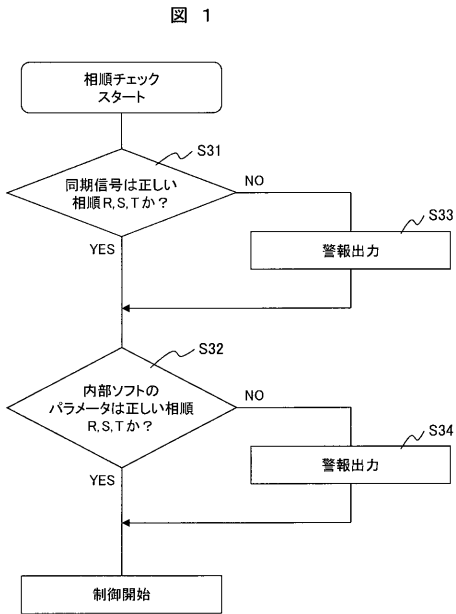 図 1
相順チェック
スタート
S31
同期信号は正しい
相順R,S,Tか？
NO
S33
警報出力
YES
S32
内部ソフトの
パラメータは正しい相順
R,S,Tか？
NO
S34
警報出力
YES
制御開始